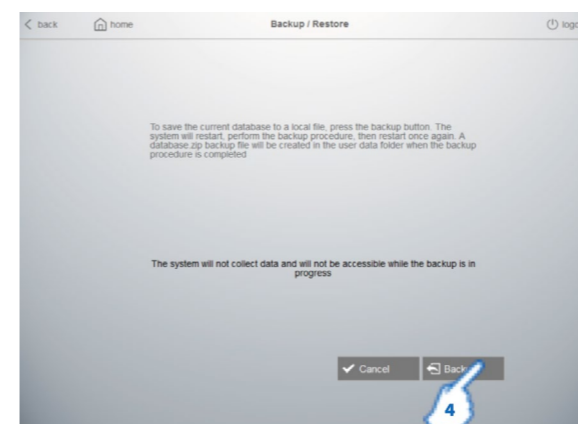 back
home
Backup / Restore
To save the current database to a local file, press the backup button. The
system will restart, perform the backup procedure, then restart once again. A
database.zip backup file will be created in the user data folder when the backup
procedure is completed
The system will not collect data and will not be accessible while the backup is in
progress
Cancel
4